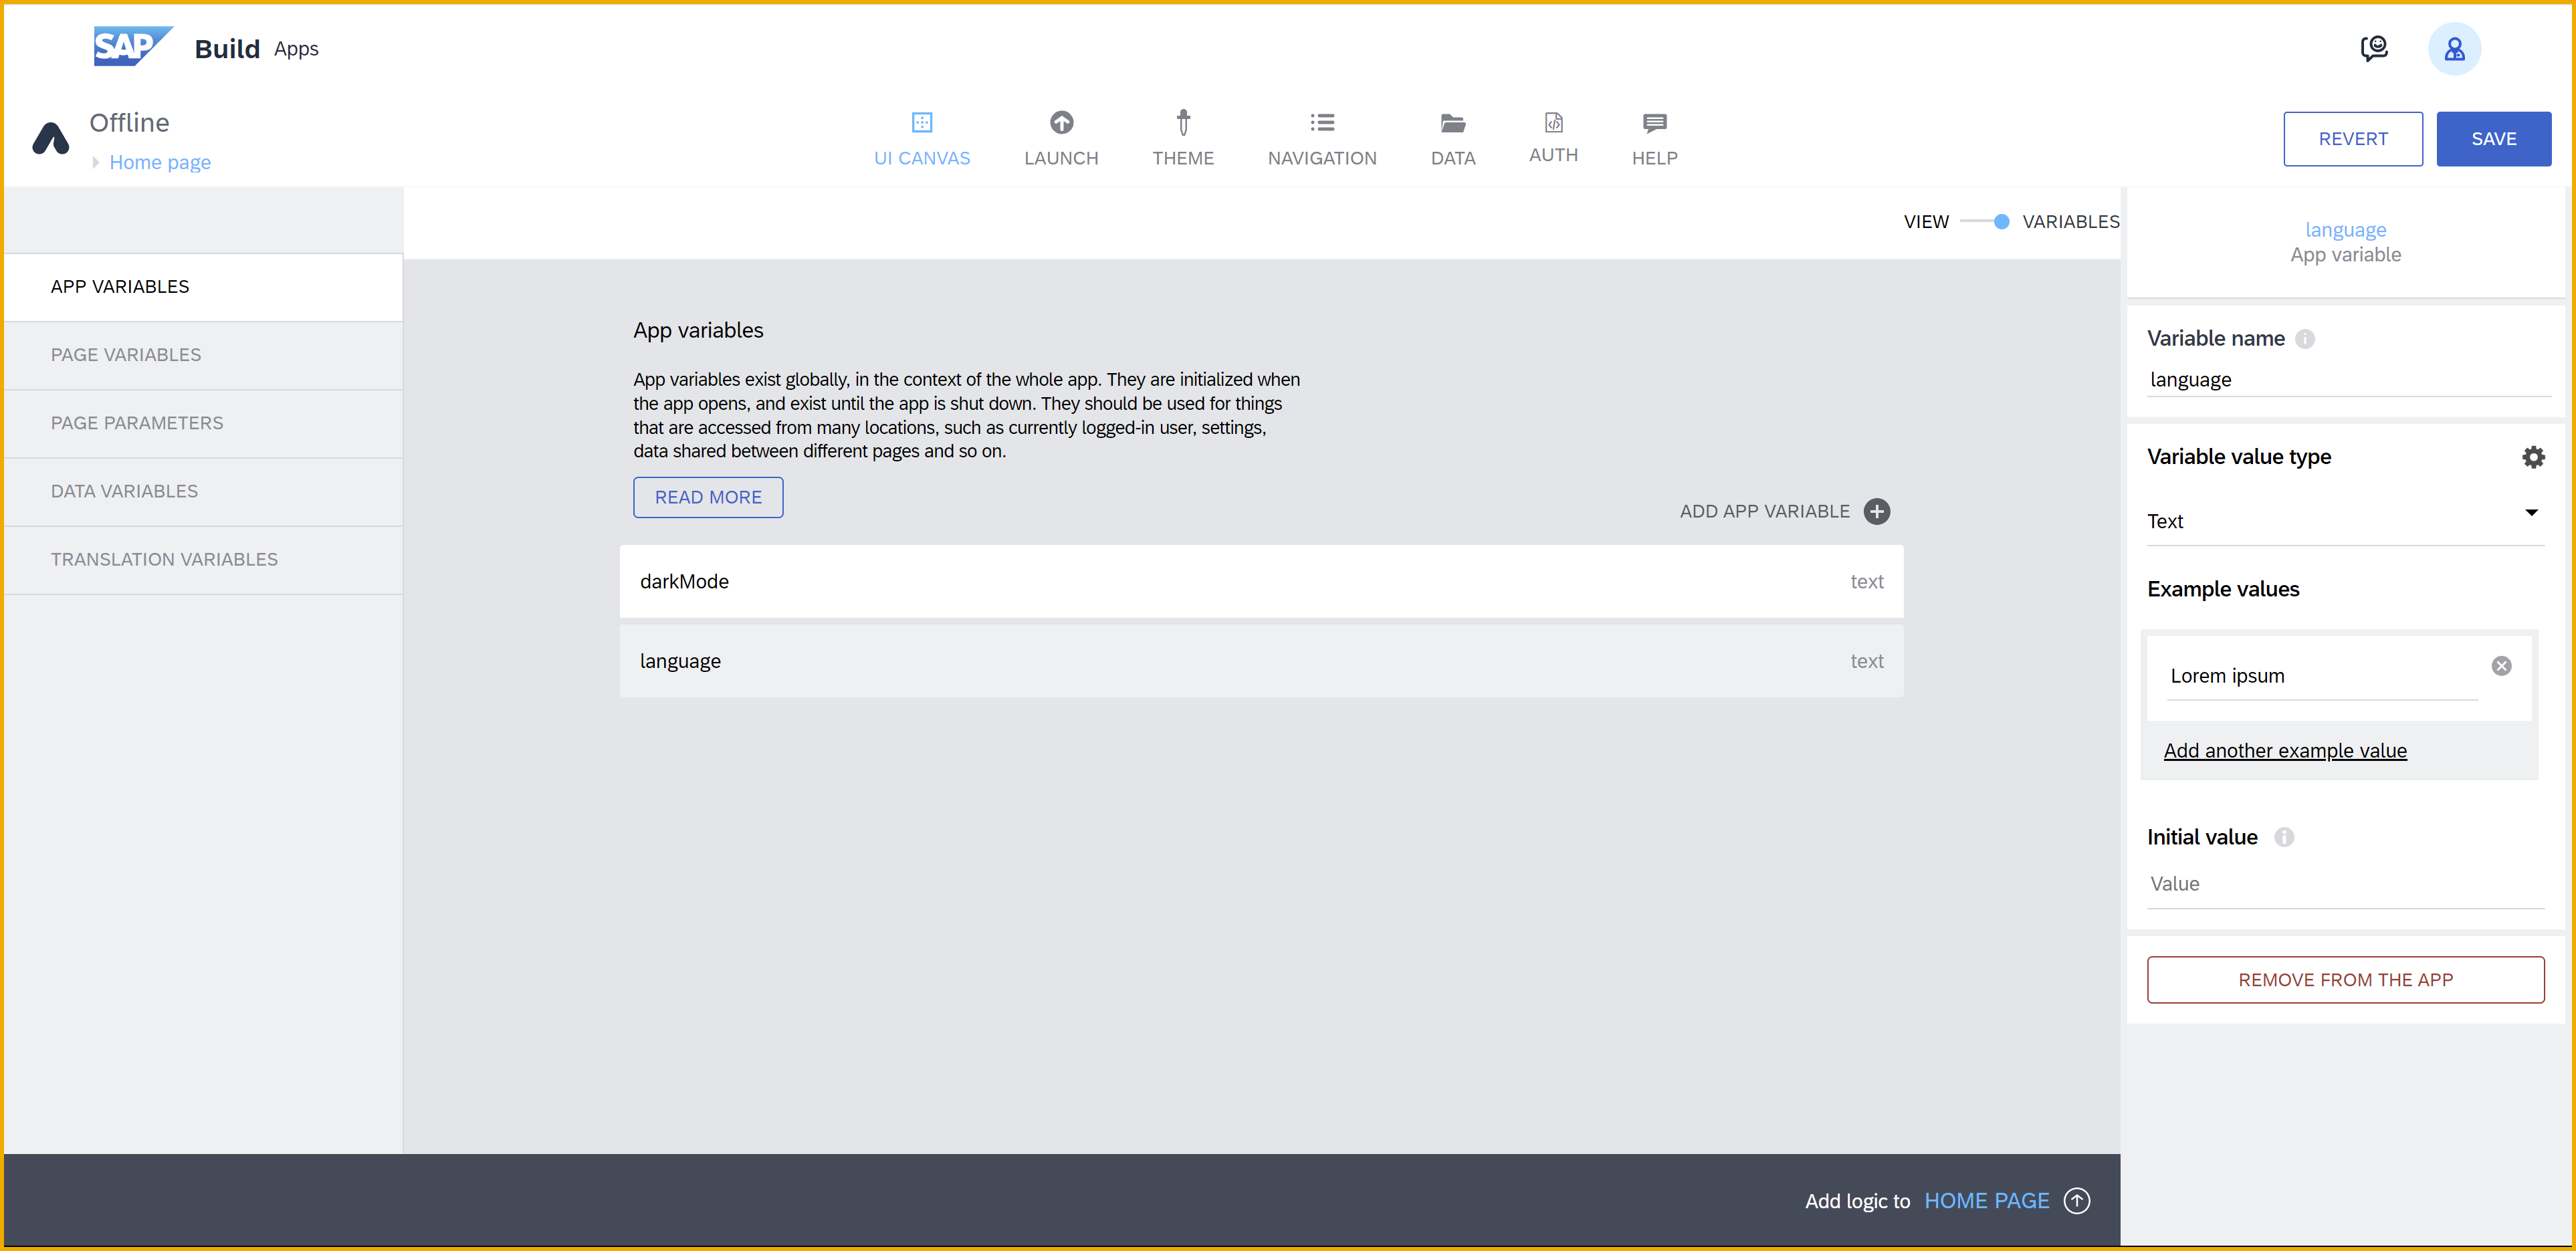 SAP Build Apps
Offline
Home page
UI CANVAS
LAUNCH
THEME
NAVIGATION
DATA
AUTH
HELP
REVERT
SAVE
VIEW
VARIABLES
APP VARIABLES
PAGE VARIABLES
PAGE PARAMETERS
DATA VARIABLES
TRANSLATION VARIABLES
App variables
App variables exist globally, in the context of the whole app. They are initialized when
the app opens, and exist until the app is shut down. They should be used for things
that are accessed from many locations, such as currently logged-in user, settings,
data shared between different pages and so on.
READ MORE
ADD APP VARIABLE
darkMode text
language text
Add logic to HOME PAGE
language
App variable
Variable name
language
Variable value type
Text
Example values
Lorem ipsum
Add another example value
Initial value
Value
REMOVE FROM THE APP